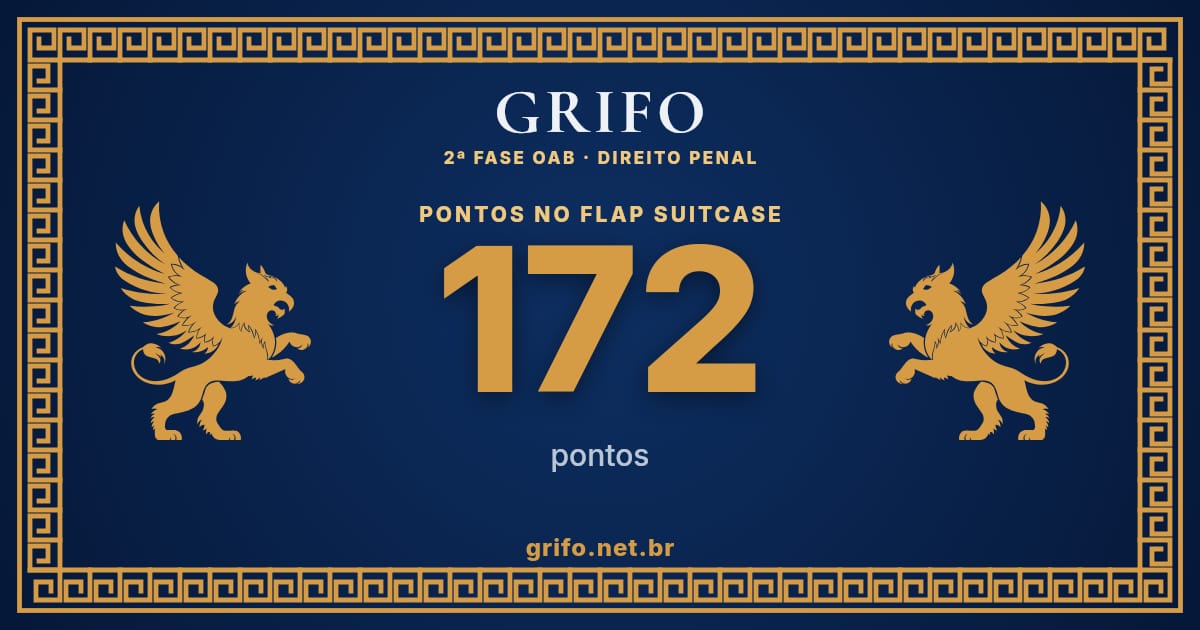 GRIFO
2ª FASE OAB · DIREITO PENAL
PONTOS NO FLAP SUITCASE
172
pontos
grifo.net.br